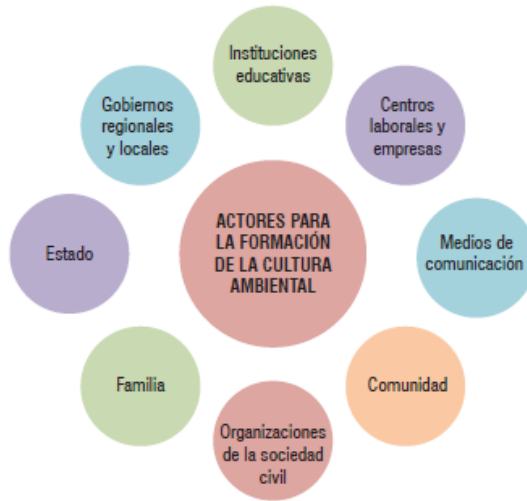 Instituciones
educativas
Gobiernos
regionales
y locales
Centros
laborales y
empresas
ACTORES PARA
LA FORMACIÓN
DE LA CULTURA
AMBIENTAL
Estado
Medios de
comunicación
Familia
Comunidad
Organizaciones
de la sociedad
civil